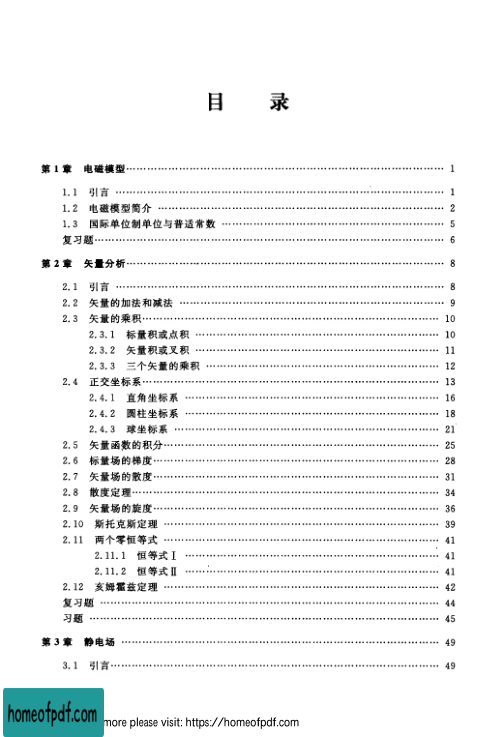 目 录
第1章 电磁模型…… 1
1.1 引言 …… 1
1.2 电磁模型简介 …… 2
1.3 国际单位制单位与普适常数 …… 5
复习题…… 6
第2章 矢量分析…… 8
2.1 引言 …… 8
2.2 矢量的加法和减法 …… 9
2.3 矢量的乘积…… 10
2.3.1 标量积或点积 …… 10
2.3.2 矢量积或叉积 …… 11
2.3.3 三个矢量的乘积 …… 12
2.4 正交坐标系…… 13
2.4.1 直角坐标系 …… 16
2.4.2 圆柱坐标系 …… 18
2.4.3 球坐标系 …… 21
2.5 矢量函数的积分…… 25
2.6 标量场的梯度…… 28
2.7 矢量场的散度…… 31
2.8 散度定理…… 34
2.9 矢量场的旋度…… 36
2.10 斯托克斯定理 …… 39
2.11 两个零恒等式 …… 41
2.11.1 恒等式Ⅰ …… 41
2.11.2 恒等式Ⅱ …… 41
2.12 亥姆霍兹定理 …… 42
复习题 …… 44
习题 …… 45
第3章 静电场 …… 49
3.1 引言…… 49
homeofpdf.com
more please visit: https://homeofpdf.com